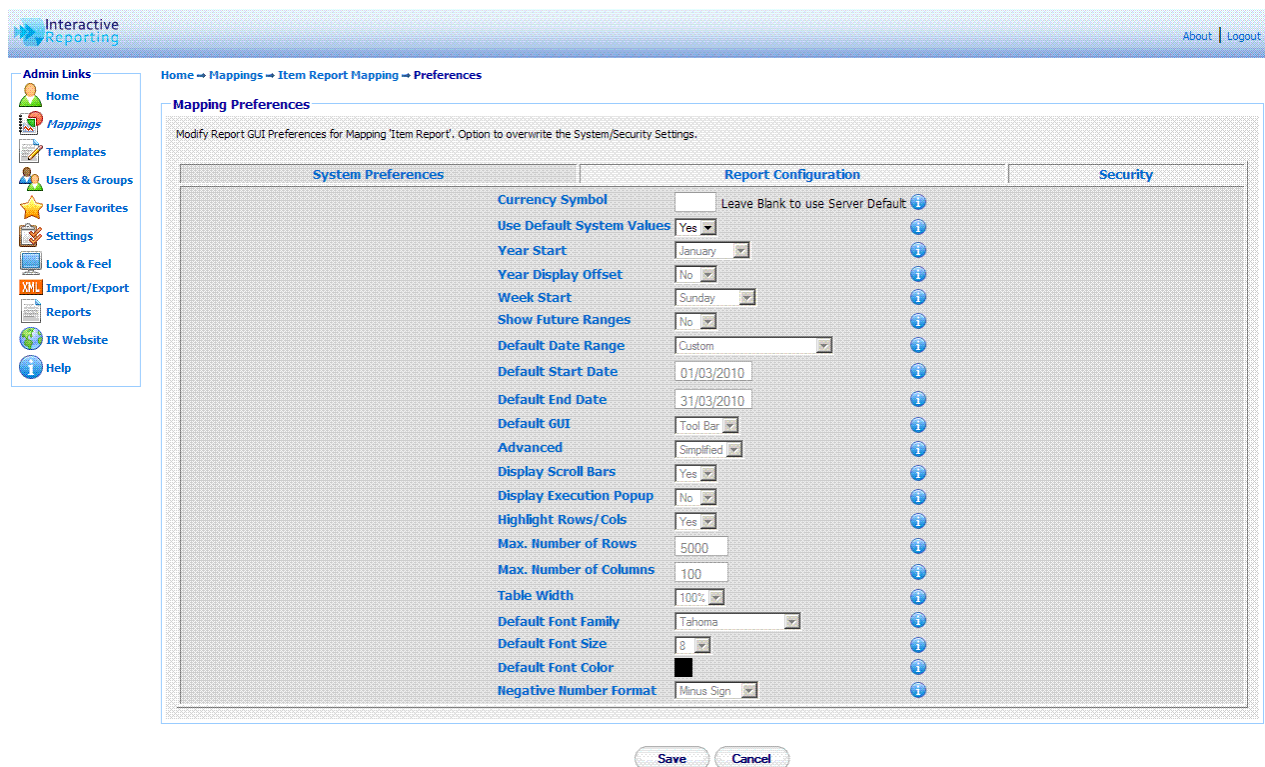 Interactive
Reporting
About | Logout
Admin Links
Home
Mappings
Templates
Users & Groups
User Favorites
Settings
Look & Feel
XML Import/Export
Reports
IR Website
Help
Home → Mappings → Item Report Mapping → Preferences
Mapping Preferences
Modify Report GUI Preferences for Mapping 'Item Report'. Option to overwrite the System/Security Settings.
System Preferences Report Configuration Security
Currency Symbol Leave Blank to use Server Default
Use Default System Values Yes
Year Start January
Year Display Offset No
Week Start Sunday
Show Future Ranges No
Default Date Range Custom
Default Start Date 01/03/2010
Default End Date 31/03/2010
Default GUI Tool Bar
Advanced Simplified
Display Scroll Bars Yes
Display Execution Popup No
Highlight Rows/Cols Yes
Max. Number of Rows 5000
Max. Number of Columns 100
Table Width 100%
Default Font Family Tahoma
Default Font Size 8
Default Font Color
Negative Number Format Minus Sign
Save Cancel